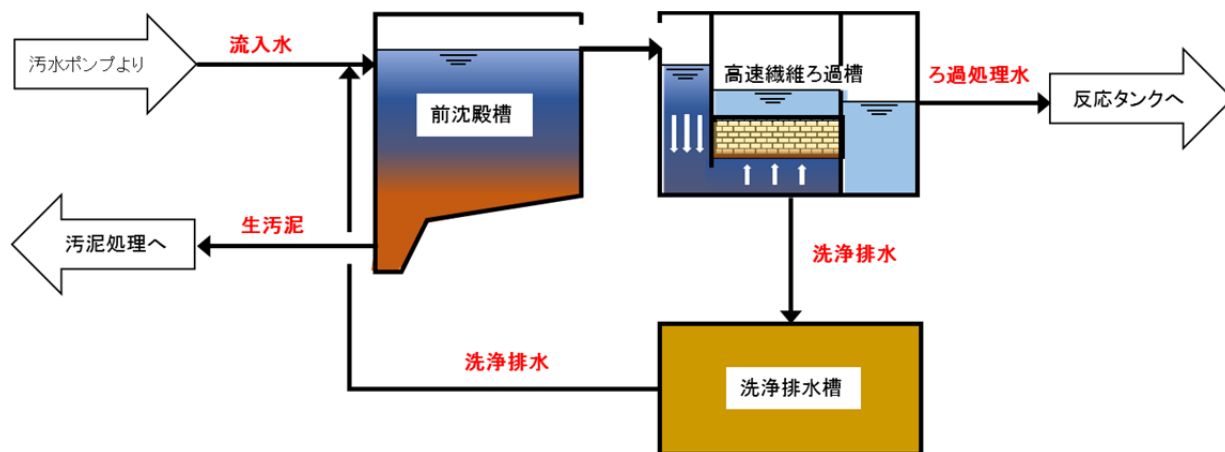 流入水
汚水ポンプより
前沈殿槽
高速繊維ろ過槽
ろ過処理水
反応タンクへ
生汚泥
汚泥処理へ
洗浄排水
洗浄排水
洗浄排水槽